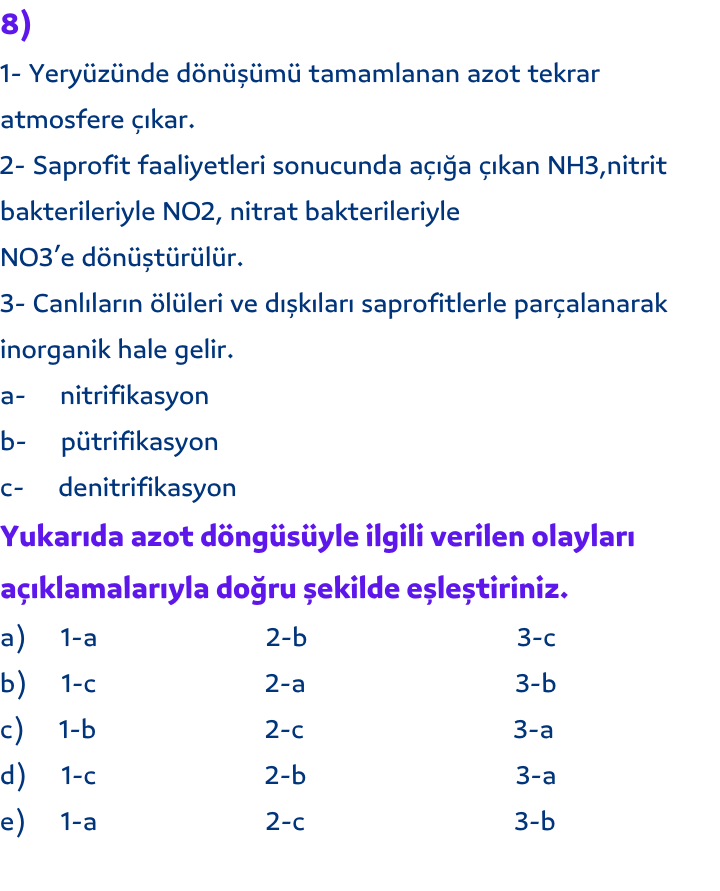 8)
1- Yeryüzünde dönüşümü tamamlanan azot tekrar
atmosfere çıkar.
2- Saprofit faaliyetleri sonucunda açığa çıkan NH3,nitrit
bakterileriyle NO2, nitrat bakterileriyle
NO3’e dönüştürülür.
3- Canlıların ölüleri ve dışkıları saprofitlerle parçalanarak
inorganik hale gelir.
a- nitrifikasyon
b- pütrifikasyon
c- denitrifikasyon
Yukarıda azot döngüsüyle ilgili verilen olayları
açıklamalarıyla doğru şekilde eşleştiriniz.
a) 1-a 2-b 3-c
b) 1-c 2-a 3-b
c) 1-b 2-c 3-a
d) 1-c 2-b 3-a
e) 1-a 2-c 3-b